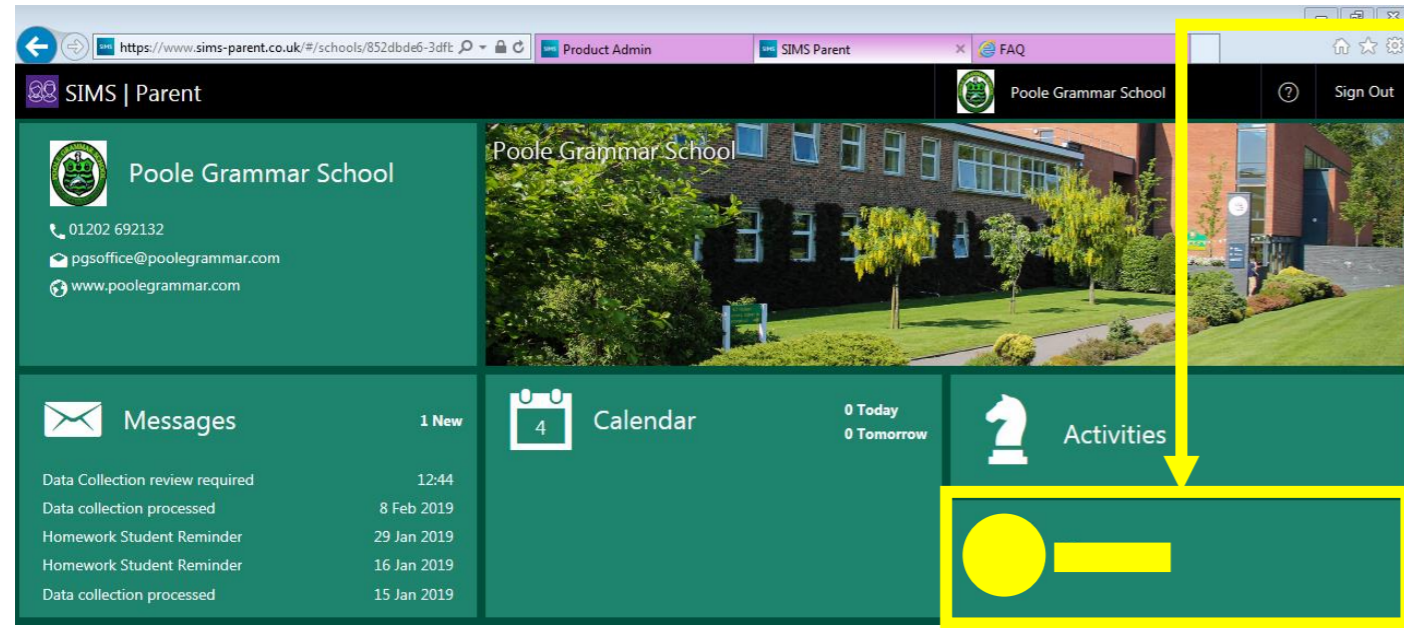 https://www.sims-parent.co.uk/#/schools/852dbde6-3dfb
Product Admin
SIMS Parent
FAQ
SIMS | Parent
Poole Grammar School
Sign Out
Poole Grammar School
01202 692132
pgsoffice@poolegrammar.com
www.poolegrammar.com
Poole Grammar School
Messages 1 New
Data Collection review required 12:44
Data collection processed 8 Feb 2019
Homework Student Reminder 29 Jan 2019
Homework Student Reminder 16 Jan 2019
Data collection processed 15 Jan 2019
4 Calendar
0 Today
0 Tomorrow
Activities